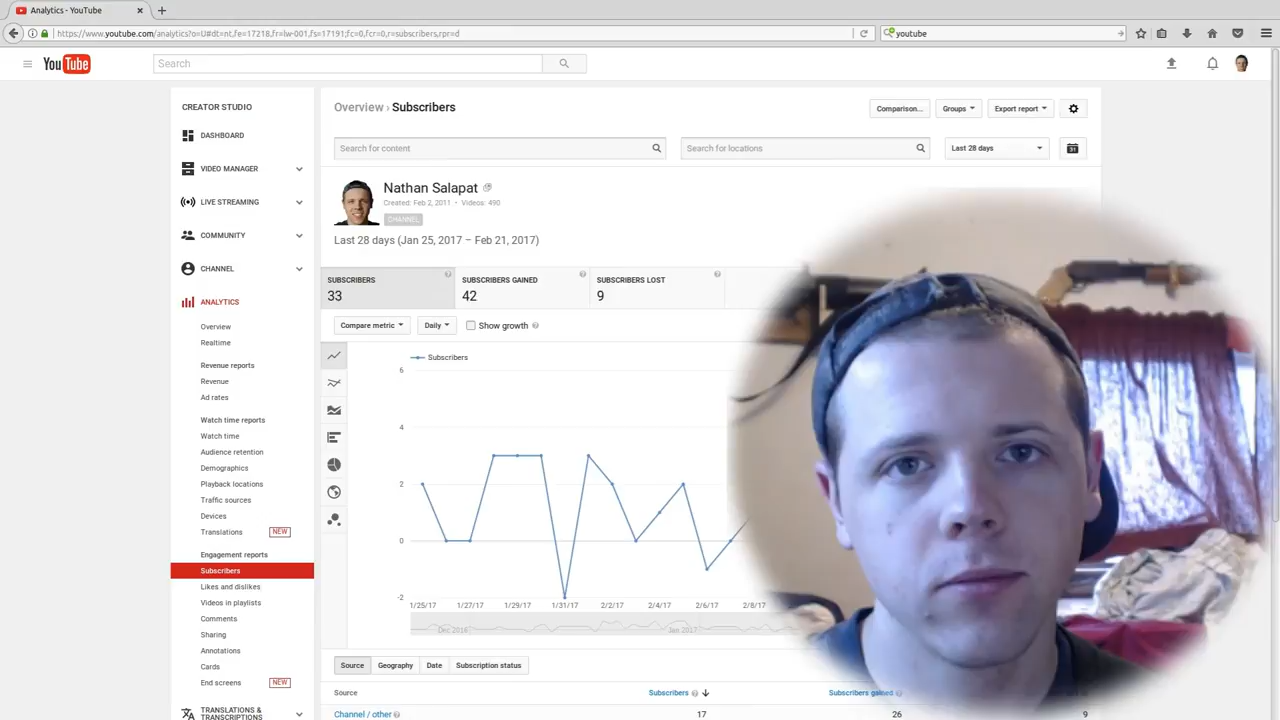 Analytics - YouTube
https://www.youtube.com/analytics?o=U#dt=nt,fe=17218,fr=lw-001,fs=17191;fc=0,fcr=0,r=subscribers,rpr=d
youtube
YouTube
Search
CREATOR STUDIO
DASHBOARD
VIDEO MANAGER
LIVE STREAMING
COMMUNITY
CHANNEL
ANALYTICS
Overview
Realtime
Revenue reports
Revenue
Ad rates
Watch time reports
Watch time
Audience retention
Demographics
Playback locations
Traffic sources
Devices
Translations NEW
Engagement reports
Subscribers
Likes and dislikes
Videos in playlists
Comments
Sharing
Annotations
Cards
End screens NEW
TRANSLATIONS &
TRANSCRIPTIONS
Overview › Subscribers
Comparison... Groups Export report
Search for content Search for locations Last 28 days
31
Nathan Salapat
Created: Feb 2, 2011 • Videos: 490
CHANNEL
Last 28 days (Jan 25, 2017 – Feb 21, 2017)
SUBSCRIBERS SUBSCRIBERS GAINED SUBSCRIBERS LOST
33 42 9
Compare metric Daily Show growth
Subscribers
6
4
2
0
-2
1/25/17 1/27/17 1/29/17 1/31/17 2/2/17 2/4/17 2/6/17 2/8/17
Dec 2016 Jan 2017
Source Geography Date Subscription status
Source Subscribers Subscribers gained
Channel / other 17 26 9